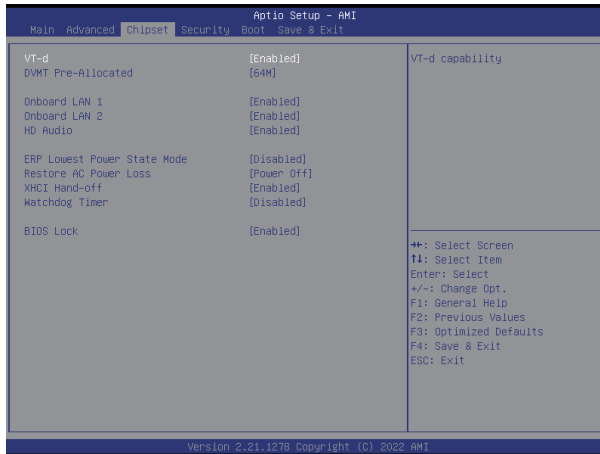 Aptio Setup - AMI
Main Advanced Chipset Security Boot Save & Exit
VT-d [Enabled]
DVMT Pre-Allocated [64M]
Onboard LAN 1 [Enabled]
Onboard LAN 2 [Enabled]
HD Audio [Enabled]
ERP Lowest Power State Mode [Disabled]
Restore AC Power Loss [Power Off]
XHCI Hand-off [Enabled]
Watchdog Timer [Disabled]
BIOS Lock [Enabled]
VT-d capability
→←: Select Screen
↑↓: Select Item
Enter: Select
+/-: Change Opt.
F1: General Help
F2: Previous Values
F3: Optimized Defaults
F4: Save & Exit
ESC: Exit
Version 2.21.1278 Copyright (C) 2022 AMI